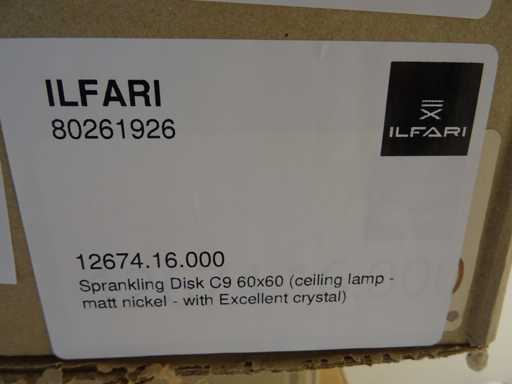 ILFARI
80261926
ILFARI
12674.16.000
Sprankling Disk C9 60x60 (ceiling lamp -
matt nickel - with Excellent crystal)